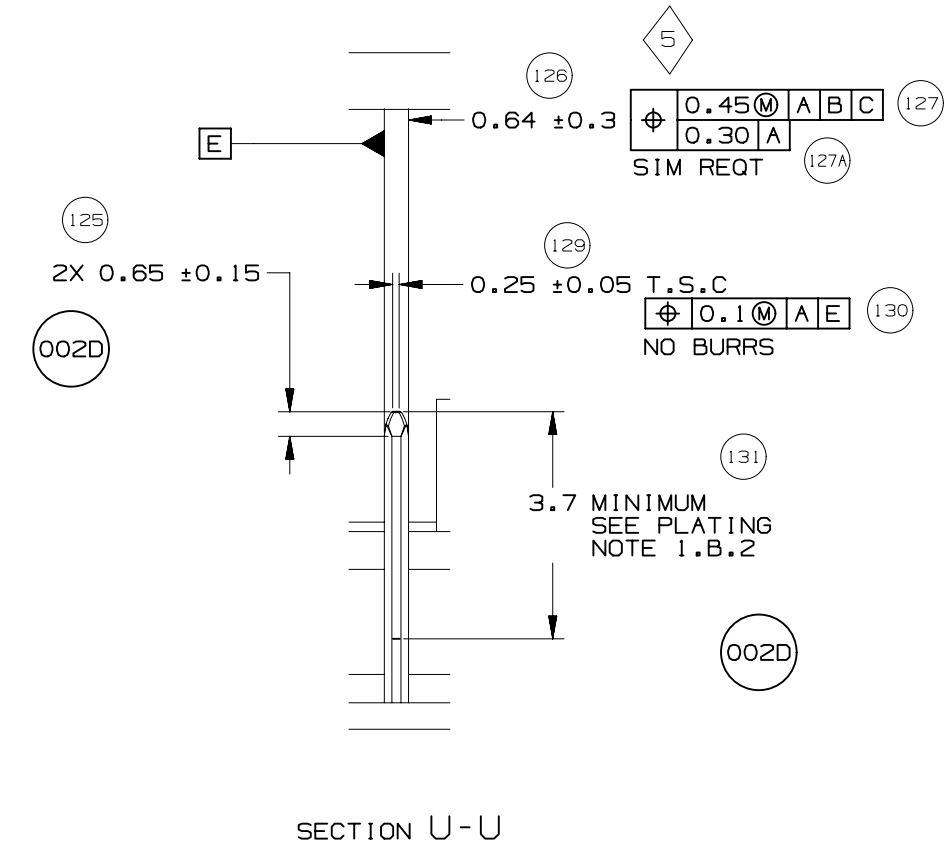 5
126
0.64 ±0.3
⌖ 0.45 Ⓜ A B C
127
0.30 A
SIM REQT
127A
E
125
2X 0.65 ±0.15
129
0.25 ±0.05 T.S.C
⌖ 0.1 Ⓜ A E
130
NO BURRS
002D
131
3.7 MINIMUM
SEE PLATING
NOTE 1.B.2
002D
SECTION U-U